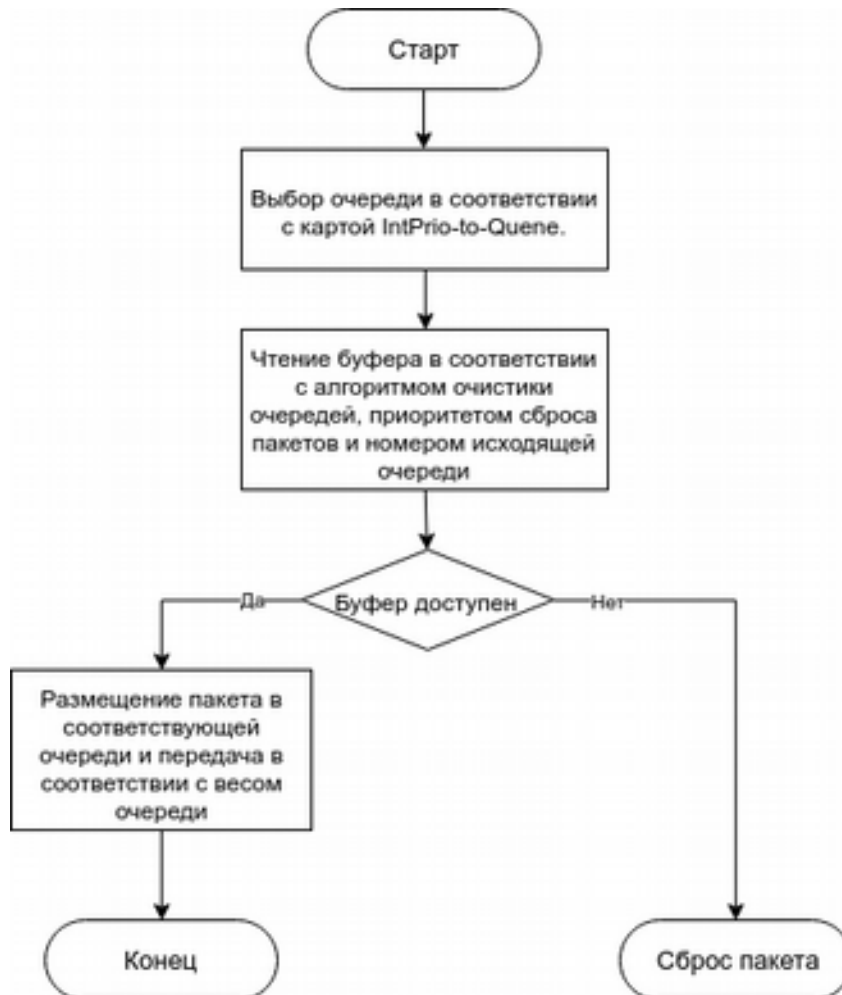 Старт
Выбор очереди в соответствии
с картой IntPrio-to-Quene.
Чтение буфера в соответствии
с алгоритмом очистики
очередей, приоритетом сброса
пакетов и номером исходящей
очереди
Буфер доступен
Да
Нет
Размещение пакета в
соответствующей
очереди и передача в
соответствии с весом
очереди
Конец
Сброс пакета